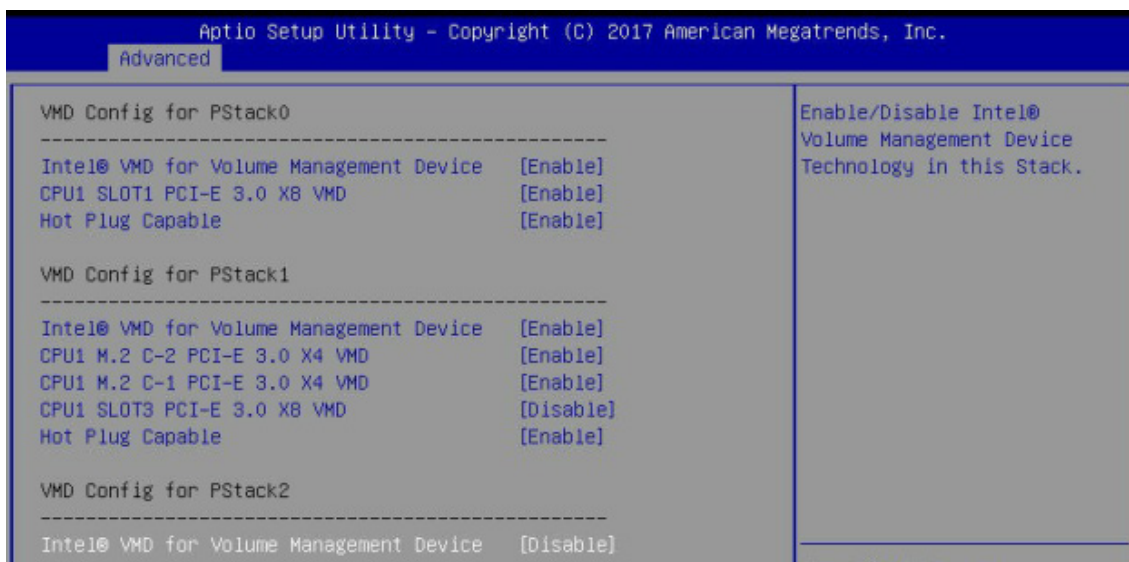 Aptio Setup Utility – Copyright (C) 2017 American Megatrends, Inc.
Advanced
VMD Config for PStack0
--------------------------------------------------
Intel® VMD for Volume Management Device [Enable]
CPU1 SLOT1 PCI-E 3.0 X8 VMD [Enable]
Hot Plug Capable [Enable]
VMD Config for PStack1
--------------------------------------------------
Intel® VMD for Volume Management Device [Enable]
CPU1 M.2 C-2 PCI-E 3.0 X4 VMD [Enable]
CPU1 M.2 C-1 PCI-E 3.0 X4 VMD [Enable]
CPU1 SLOT3 PCI-E 3.0 X8 VMD [Disable]
Hot Plug Capable [Enable]
VMD Config for PStack2
--------------------------------------------------
Intel® VMD for Volume Management Device [Disable]
Enable/Disable Intel®
Volume Management Device
Technology in this Stack.